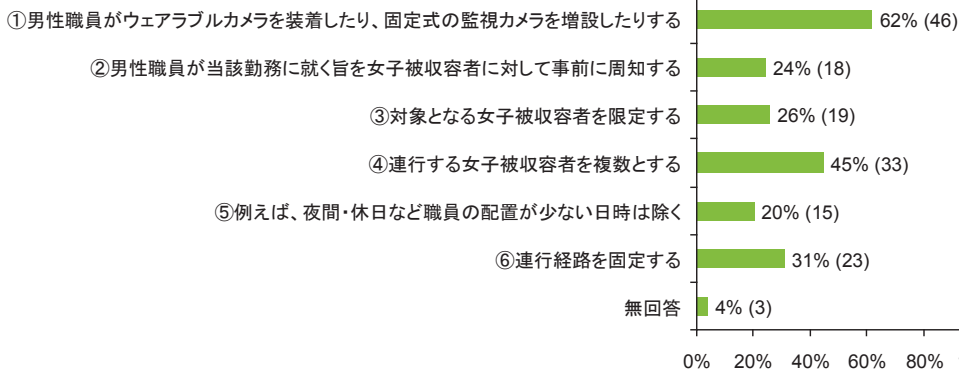 ①男性職員がウェアラブルカメラを装着したり、固定式の監視カメラを増設したりする 62% (46)
②男性職員が当該勤務に就く旨を女子被収容者に対して事前に周知する 24% (18)
③対象となる女子被収容者を限定する 26% (19)
④連行する女子被収容者を複数とする 45% (33)
⑤例えば、夜間・休日など職員の配置が少ない日時は除く 20% (15)
⑥連行経路を固定する 31% (23)
無回答 4% (3)
0% 20% 40% 60% 80%